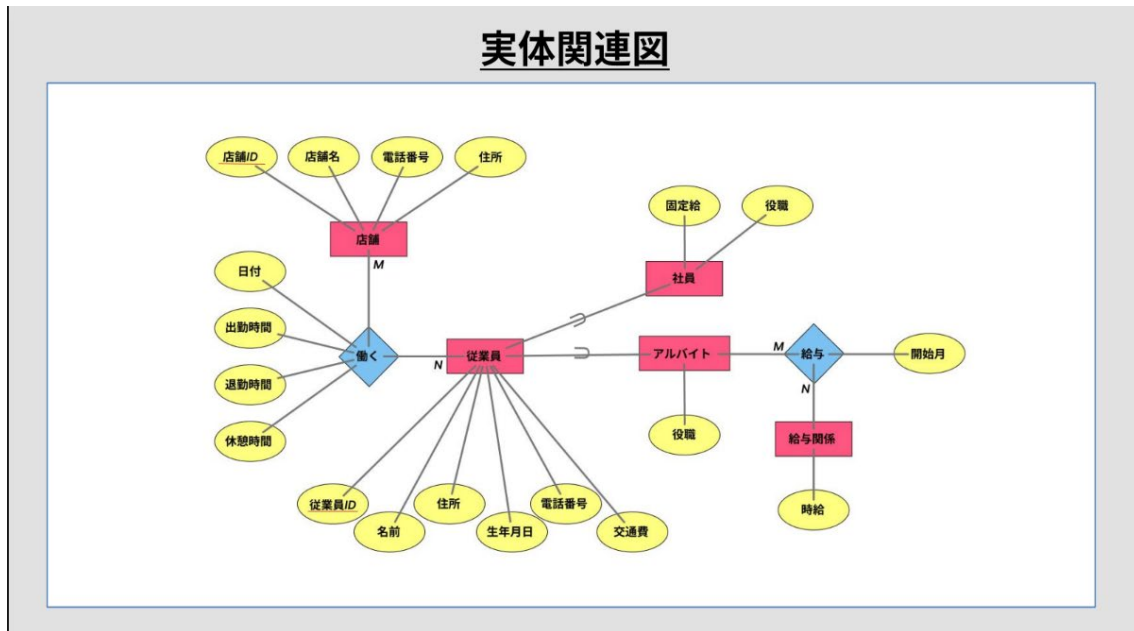 実体関連図
店舗ID
店舗名
電話番号
住所
固定給
役職
店舗
M
社員
日付
出勤時間
働く
N
従業員
アルバイト
M
給与
開始月
N
退勤時間
休憩時間
役職
給与関係
従業員ID
名前
住所
生年月日
電話番号
交通費
時給